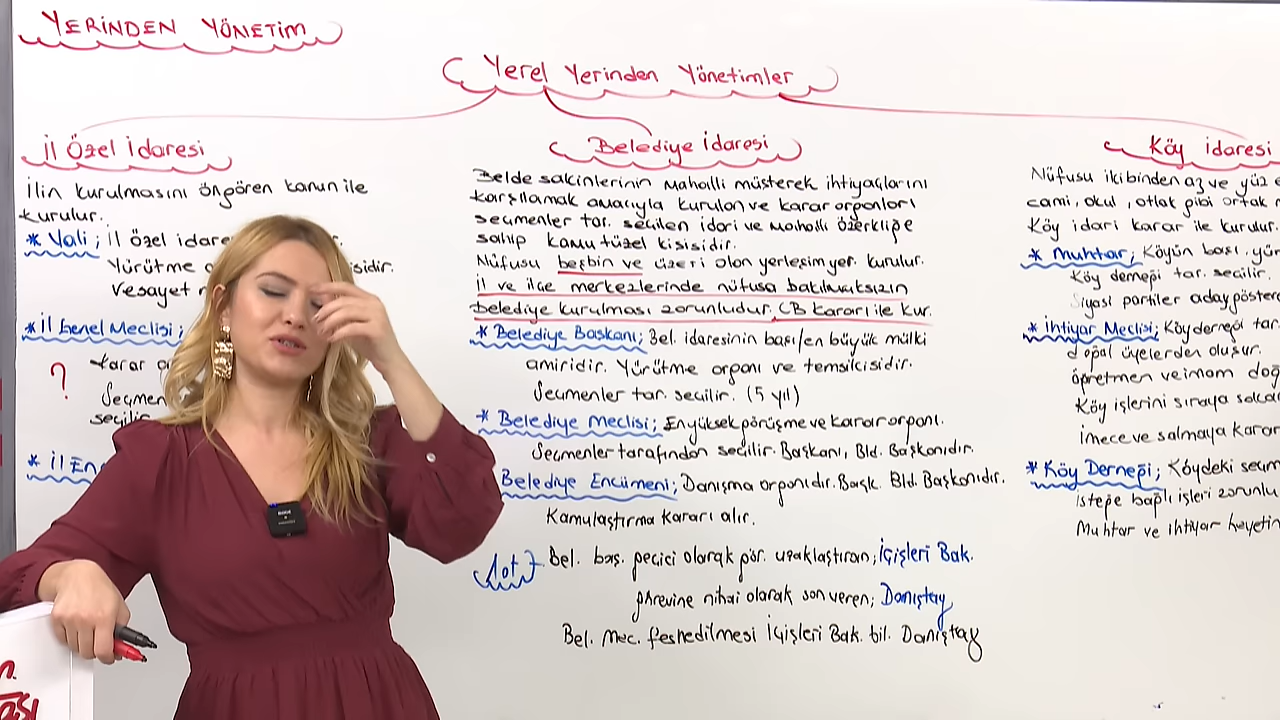 YERİNDEN YÖNETİM
Yerel Yerinden Yönetimler
İl Özel İdaresi
İlin kurulmasını öngören kanun ile
kurulur.
* Vali; İl özel idare
Yürütme
isidir.
Vesayet
* İl Genel Meclisi;
?
Karar or
Seçmen
seçilir
* İl En
Belediye İdaresi
Belde sakinlerinin mahalli müşterek ihtiyaçlarını
karşılamak amacıyla kurulan ve karar organları
seçmenler tar. seçilen idari ve mahalli özerkliğe
sahip kamu tüzel kişisidir.
Nüfusu beşbin ve üzeri olan yerleşim yer. kurulur.
İl ve ilçe merkezlerinde nüfusa bakılmaksızın
belediye kurulması zorunludur. CB kararı ile kur.
* Belediye Başkanı; Bel. idaresinin başı/en büyük mülki
amiridir. Yürütme organı ve temsilcisidir.
Seçmenler tar. seçilir. (5 yıl)
* Belediye Meclisi; En yüksek görüşme ve karar organı.
Seçmenler tarafından seçilir. Başkanı, Bld. Başkanıdır.
Belediye Encümeni; Danışma organıdır. Başk. Bld. Başkanıdır.
Kamulaştırma kararı alır.
Not Bel. baş. geçici olarak gör. uzaklaştıran; İçişleri Bak.
görevine nihai olarak son veren; Danıştay
Bel. Mec. feshedilmesi İçişleri Bak. bil. Danıştay
Köy idaresi
Nüfusu ikibinden az ve yüz e
cami, okul, otlak gibi ortak m
Köy idari karar ile kurulur.
* Muhtar; Köyün başı, yür
Köy derneği tar. seçilir.
Siyasi partiler aday göster
* İhtiyar Meclisi; Köy derneği tar.
doğal üyelerden oluşur.
öğretmen ve imam doğ
Köy işlerini sıraya sokar
İmece ve salmaya karar
* Köy Derneği; Köydeki seçm
isteğe bağlı işleri zorunlu
Muhtar ve ihtiyar heyetin